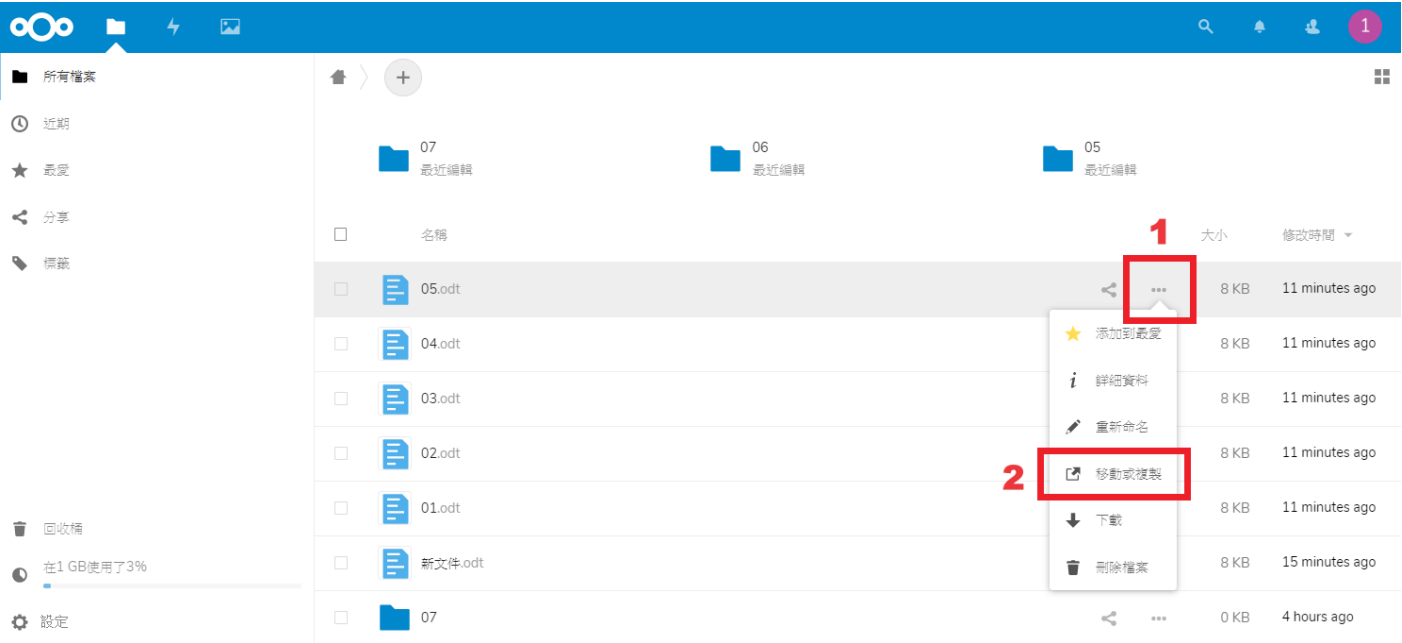 1
所有檔案
近期
最愛
分享
標籤
回收桶
在1 GB使用了3%
設定
+
07
最近編輯
06
最近編輯
05
最近編輯
名稱
1
大小
修改時間
05.odt
8 KB
11 minutes ago
添加到最愛
04.odt
8 KB
11 minutes ago
詳細資料
03.odt
8 KB
11 minutes ago
重新命名
02.odt
8 KB
11 minutes ago
2
移動或複製
01.odt
8 KB
11 minutes ago
下載
新文件.odt
8 KB
15 minutes ago
刪除檔案
07
0 KB
4 hours ago